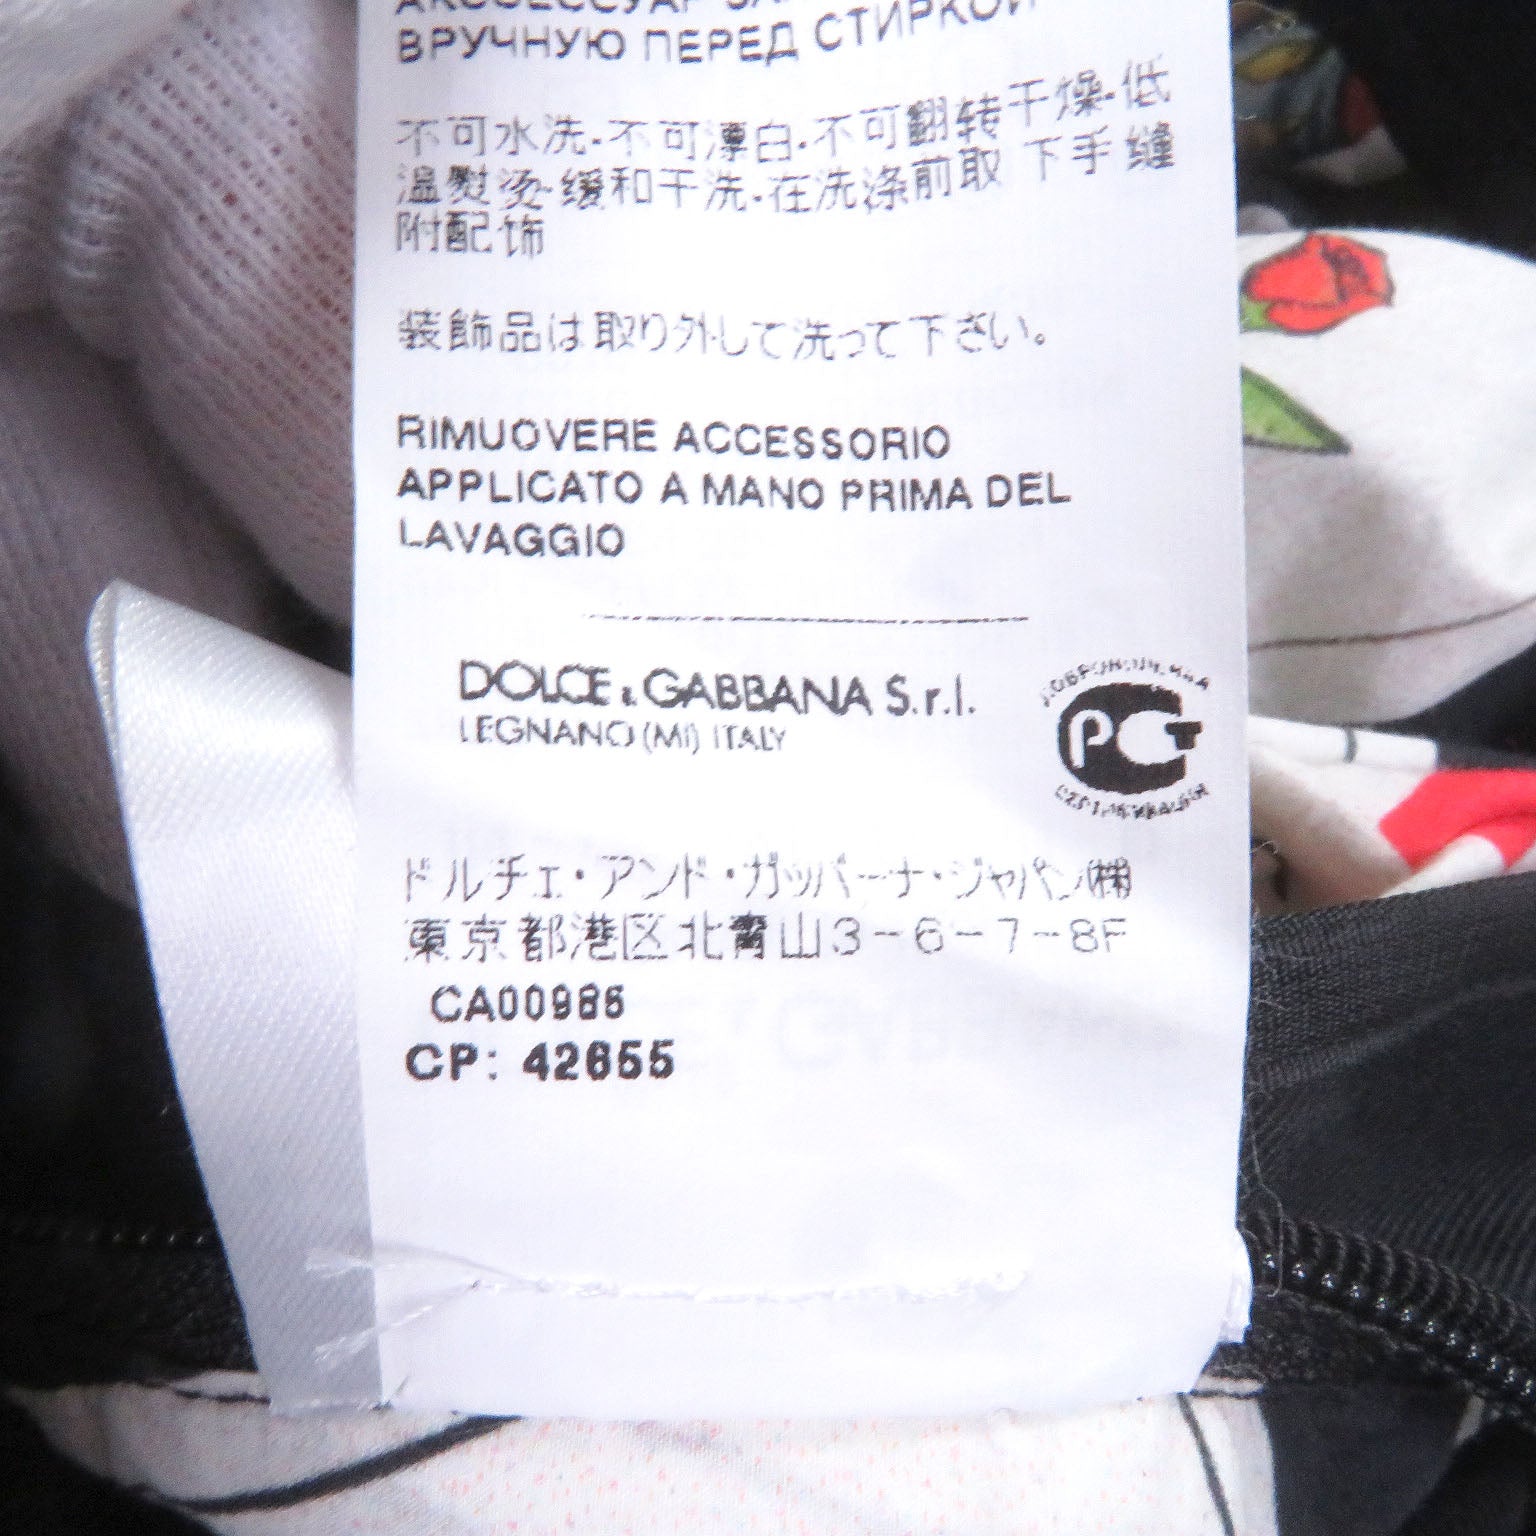 ВРУЧНУЮ ПЕРЕД СТИРКОЙ
不可水洗·不可漂白·不可翻转干燥·低
温熨烫·缓和干洗·在洗涤前取 下手 缝
附配饰
装飾品は取り外して洗って下さい。
RIMUOVERE ACCESSORIO
APPLICATO A MANO PRIMA DEL
LAVAGGIO
DOLCE & GABBANA S.r.l.
LEGNANO (MI) ITALY
РСТ
ドルチェ・アンド・ガッバーナ・ジャパン(株)
東京都港区北青山3-6-7-8F
CA00986
CP: 42655